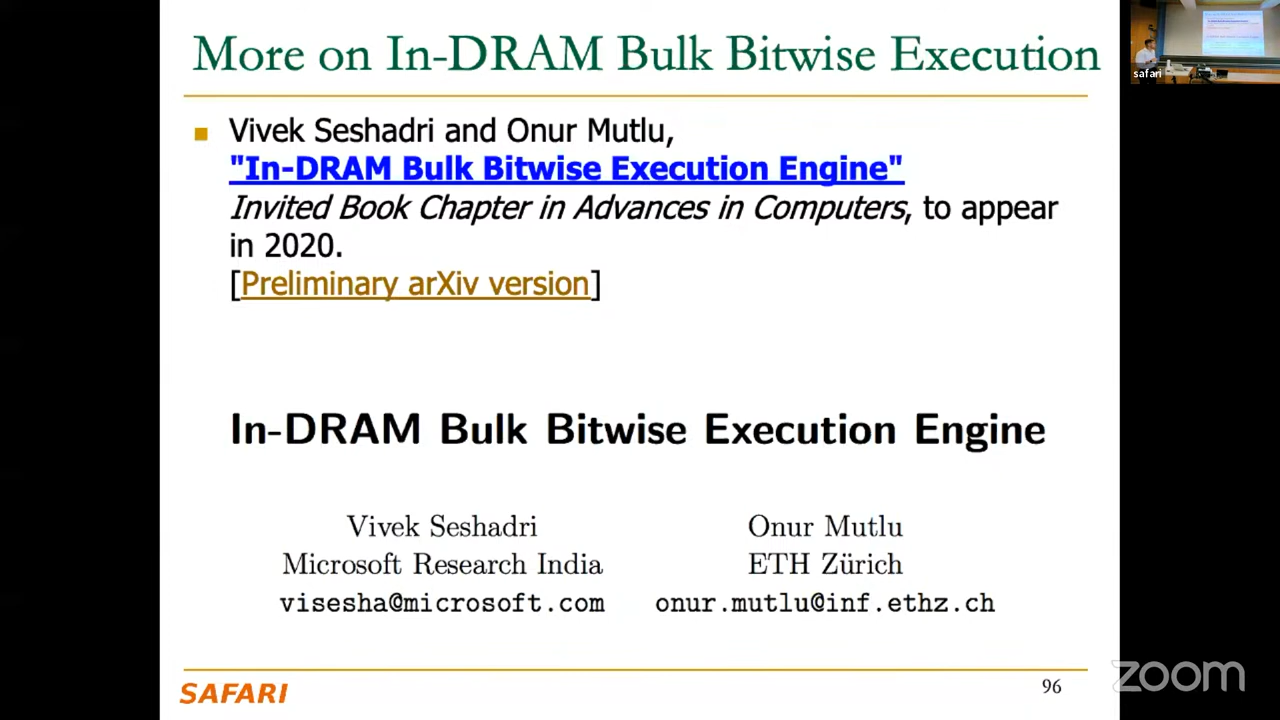 More on In-DRAM Bulk Bitwise Execution
Vivek Seshadri and Onur Mutlu,
"In-DRAM Bulk Bitwise Execution Engine"
Invited Book Chapter in Advances in Computers, to appear
in 2020.
[Preliminary arXiv version]
In-DRAM Bulk Bitwise Execution Engine
Vivek Seshadri
Microsoft Research India
visesha@microsoft.com
Onur Mutlu
ETH Zürich
onur.mutlu@inf.ethz.ch
SAFARI
96
safari
zoom